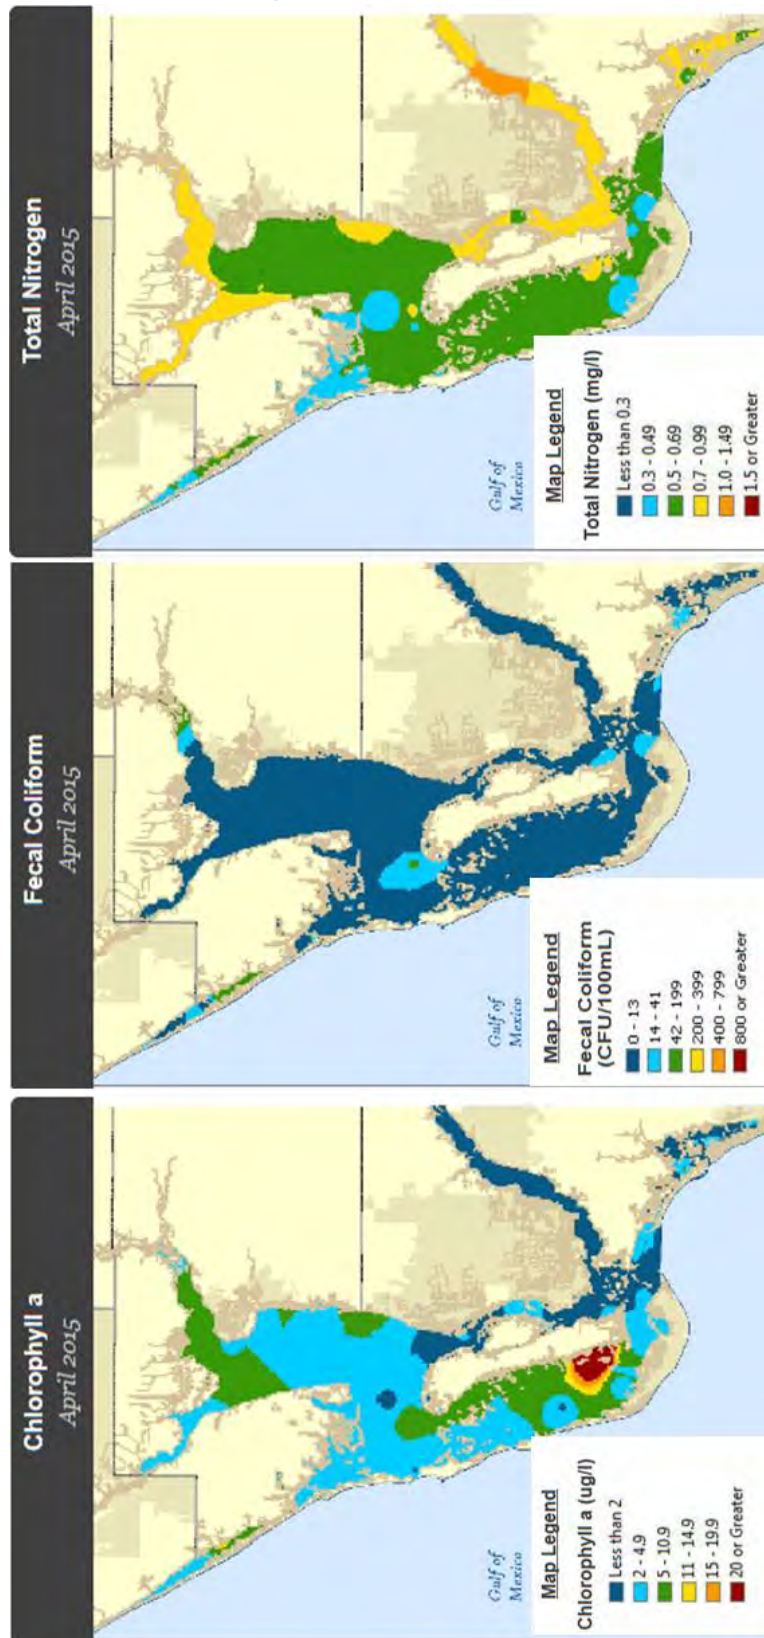 Chlorophyll a
April 2015
Gulf of
Mexico
Map Legend
Chlorophyll a (ug/l)
Less than 2
2 - 4.9
5 - 10.9
11 - 14.9
15 - 19.9
20 or Greater
Fecal Coliform
April 2015
Gulf of
Mexico
Map Legend
Fecal Coliform
(CFU/100mL)
0 - 13
14 - 41
42 - 199
200 - 399
400 - 799
800 or Greater
Total Nitrogen
April 2015
Gulf of
Mexico
Map Legend
Total Nitrogen (mg/l)
Less than 0.3
0.3 - 0.49
0.5 - 0.69
0.7 - 0.99
1.0 - 1.49
1.5 or Greater